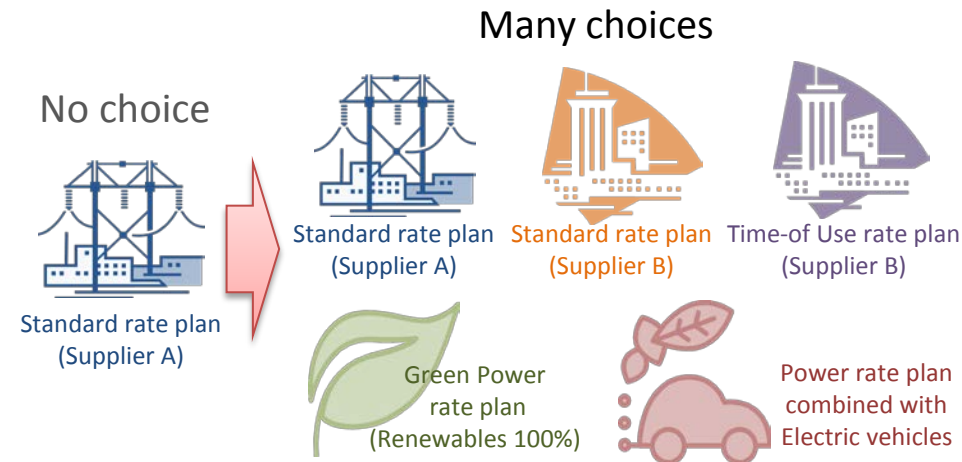 Many choices
No choice
Standard rate plan
(Supplier A)
Standard rate plan
(Supplier A)
Standard rate plan
(Supplier B)
Time-of Use rate plan
(Supplier B)
Green Power
rate plan
(Renewables 100%)
Power rate plan
combined with
Electric vehicles